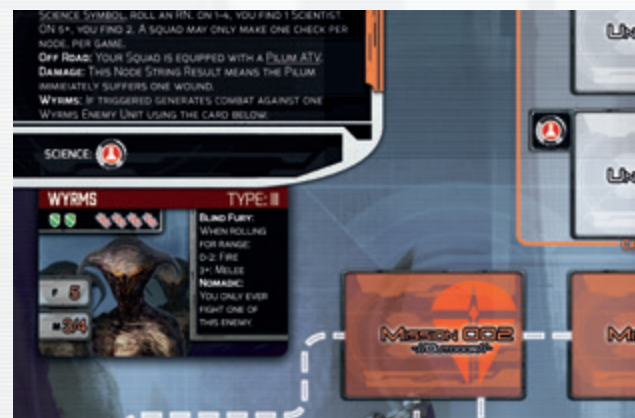 SCIENCE SYMBOL, ROLL AN RN. ON 1-4, YOU FIND 1 SCIENTIST.
ON 5+, YOU FIND 2. A SQUAD MAY ONLY MAKE ONE CHECK PER
NODE, PER GAME.
OFF ROAD: YOUR SQUAD IS EQUIPPED WITH A PILUM ATV.
DAMAGE: THIS NODE STRING RESULT MEANS THE PILUM
IMMEDIATELY SUFFERS ONE WOUND.
WYRMS: IF TRIGGERED GENERATES COMBAT AGAINST ONE
WYRMS ENEMY UNIT USING THE CARD BELOW.
SCIENCE:
WYRMS TYPE: III
BLIND FURY:
WHEN ROLLING
FOR RANGE:
0-2: FIRE
3+: MELEE
NOMADIC:
YOU ONLY EVER
FIGHT ONE OF
THIS ENEMY.
F 5
M 3/4
UN
UN
MISSION 002
-(OUTDOOR)-
MI